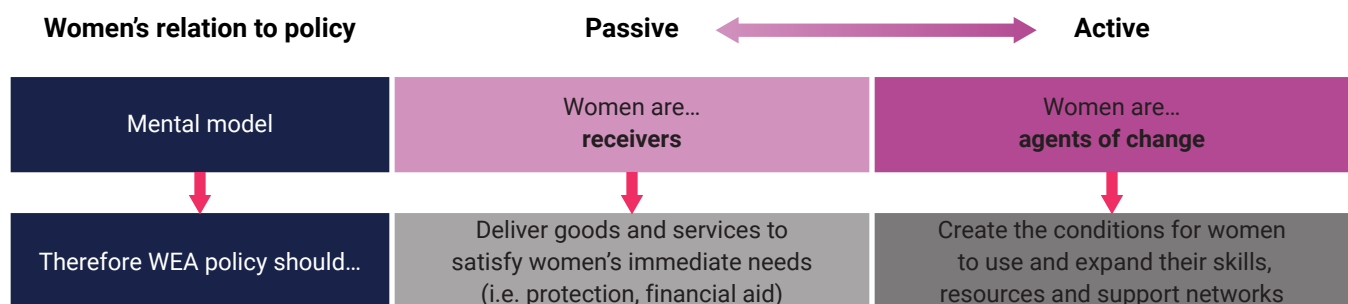 Women’s relation to policy
Passive
Active
Mental model
Women are…
receivers
Women are…
agents of change
Therefore WEA policy should…
Deliver goods and services to
satisfy women’s immediate needs
(i.e. protection, financial aid)
Create the conditions for women
to use and expand their skills,
resources and support networks